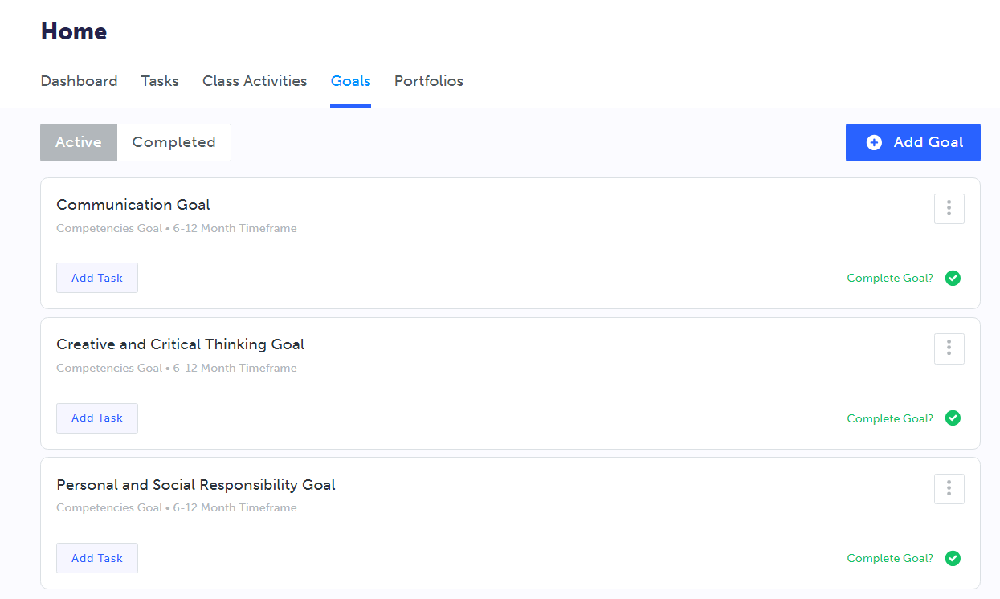 Home
Dashboard Tasks Class Activities Goals Portfolios
Active Completed Add Goal
Communication Goal
Competencies Goal • 6-12 Month Timeframe
Add Task Complete Goal?
Creative and Critical Thinking Goal
Competencies Goal • 6-12 Month Timeframe
Add Task Complete Goal?
Personal and Social Responsibility Goal
Competencies Goal • 6-12 Month Timeframe
Add Task Complete Goal?